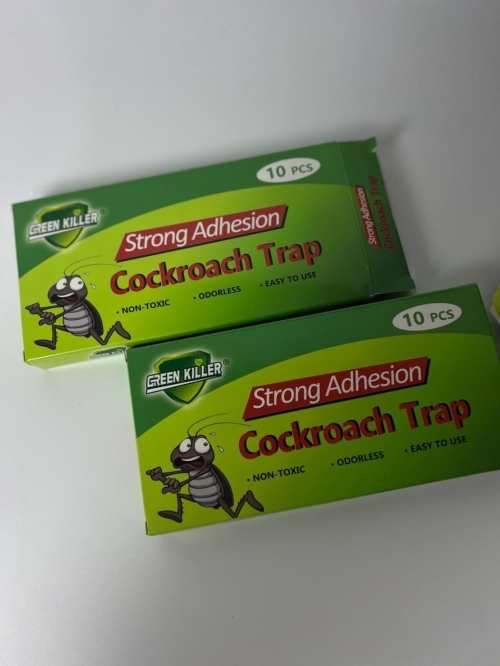 10 PCS
GREEN KILLER
Strong Adhesion
Cockroach Trap
• NON-TOXIC • ODORLESS • EASY TO USE
Strong Adhesion
Cockroach Trap
10 PCS
GREEN KILLER®
Strong Adhesion
Cockroach Trap
• NON-TOXIC • ODORLESS • EASY TO USE